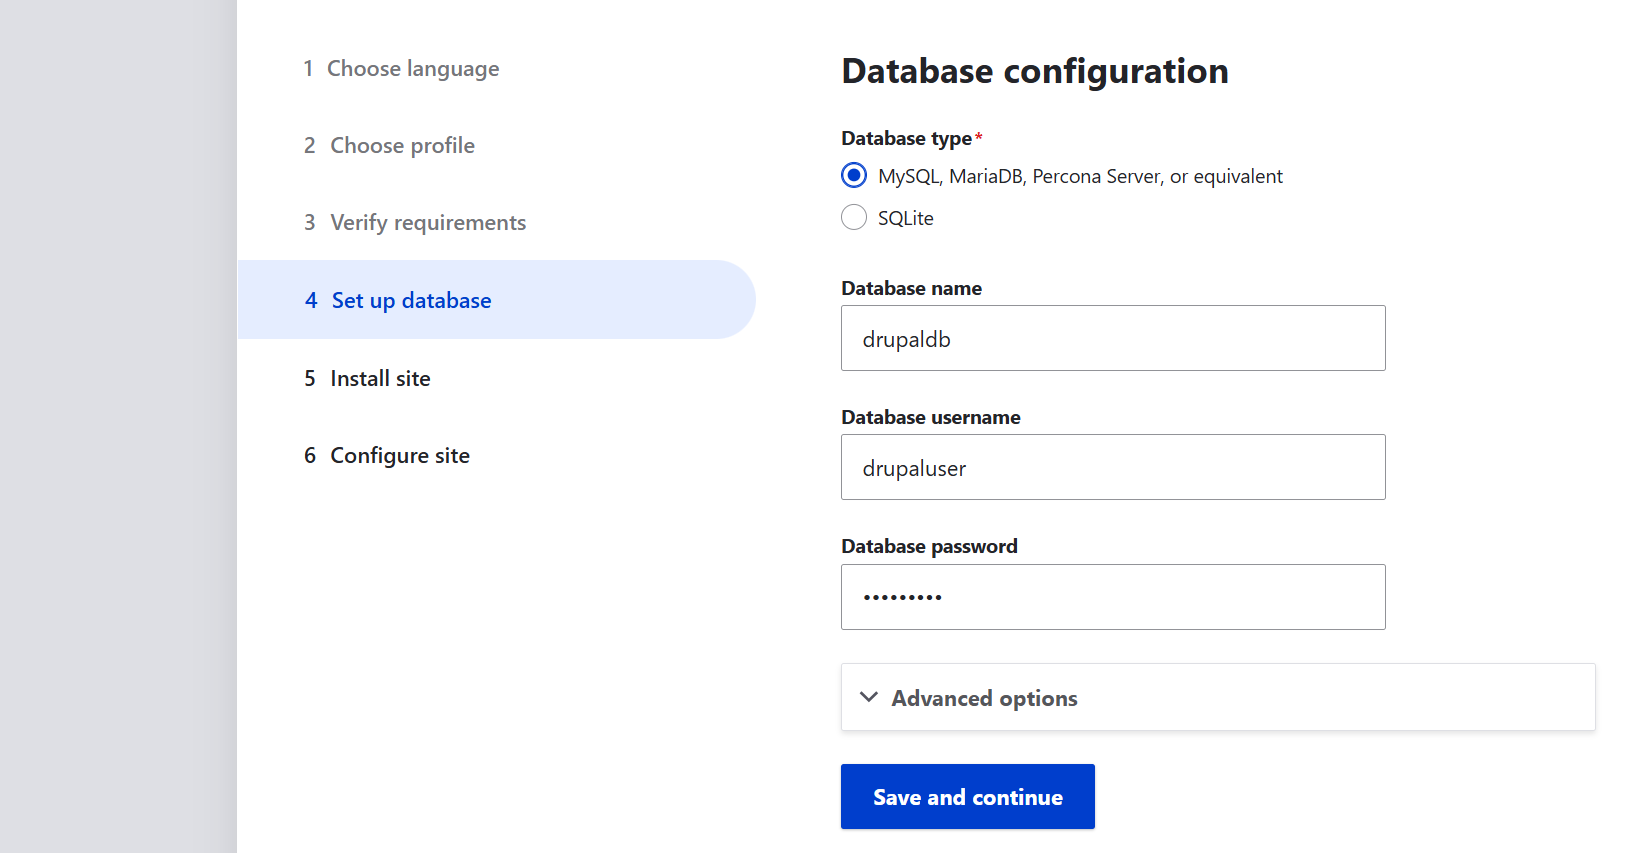 1 Choose language
2 Choose profile
3 Verify requirements
4 Set up database
5 Install site
6 Configure site
Database configuration
Database type*
MySQL, MariaDB, Percona Server, or equivalent
SQLite
Database name
drupaldb
Database username
drupaluser
Database password
•••••••••
Advanced options
Save and continue